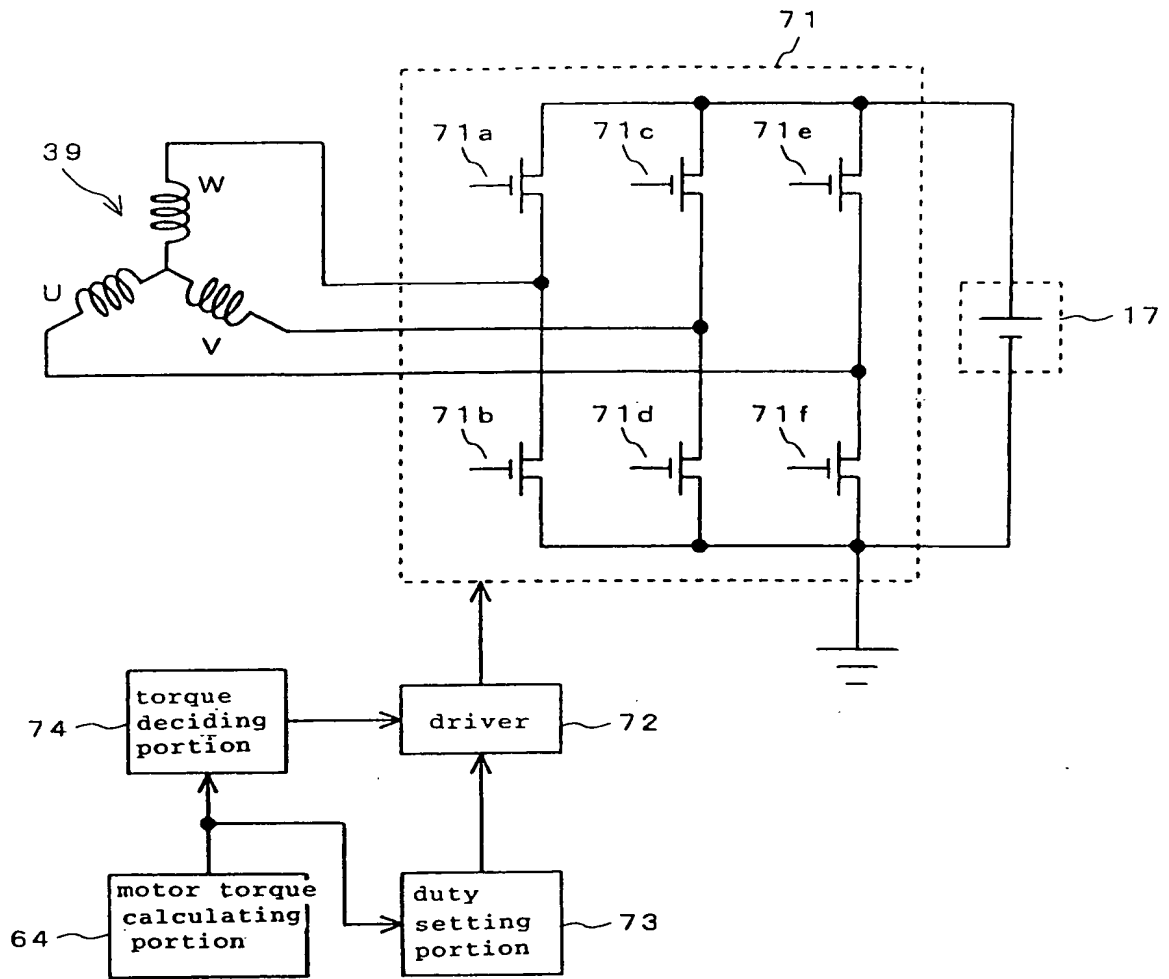 71
71a
71c
71e
39
W
U
V
17
71b
71d
71f
torque
deciding
portion
74
driver
72
motor torque
calculating
portion
64
duty
setting
portion
73